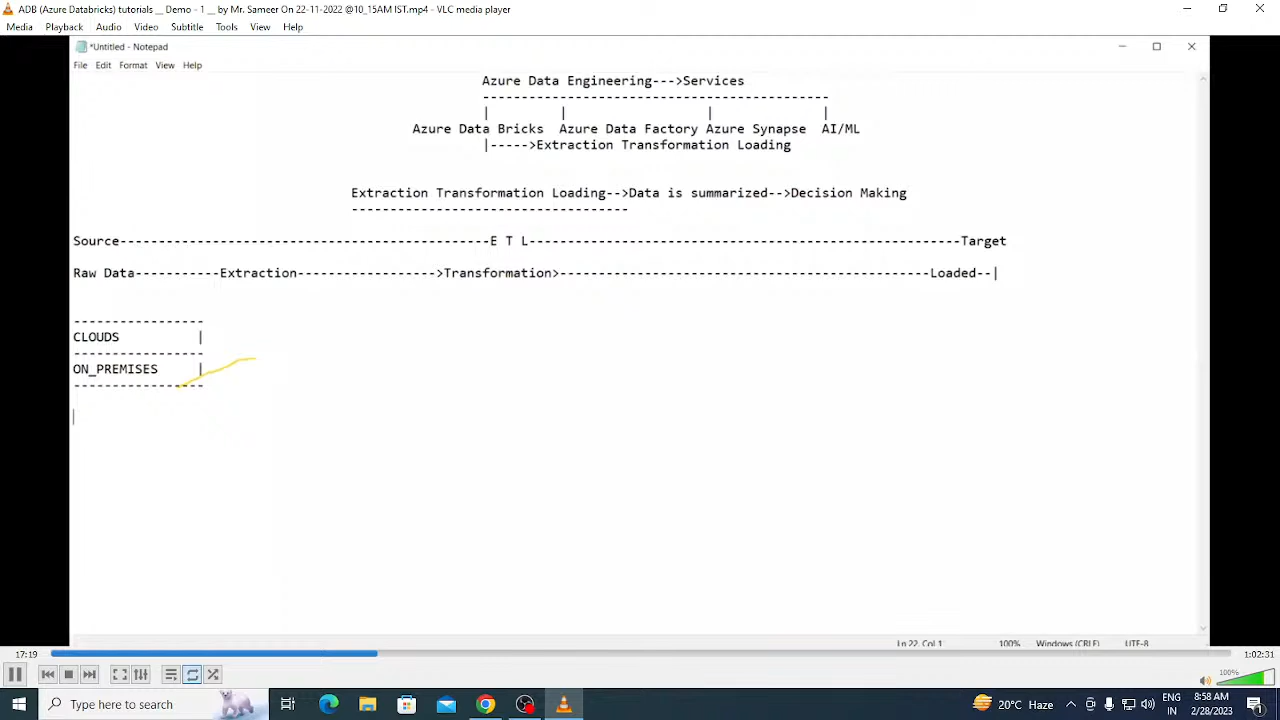 ADB (Azure Databricks) tutorials __ Demo - 1 __ by Mr. Sameer On 22-11-2022 @10_15AM IST.mp4 - VLC media player
Media Playback Audio Video Subtitle Tools View Help
*Untitled - Notepad
File Edit Format View Help
Azure Data Engineering--->Services
---------------------------------------------
| | | |
Azure Data Bricks Azure Data Factory Azure Synapse AI/ML
|----->Extraction Transformation Loading
Extraction Transformation Loading-->Data is summarized-->Decision Making
------------------------------------
Source------------------------------------------------E T L--------------------------------------------------------Target
Raw Data-----------Extraction------------------>Transformation>------------------------------------------------Loaded--|
-----------------
CLOUDS |
-----------------
ON_PREMISES |
-----------------
Ln 22, Col 1 100% Windows (CRLF) UTF-8
17:19 1:02:31
100%
Type here to search
20°C Haze
ENG
IN
8:58 AM
2/28/2023